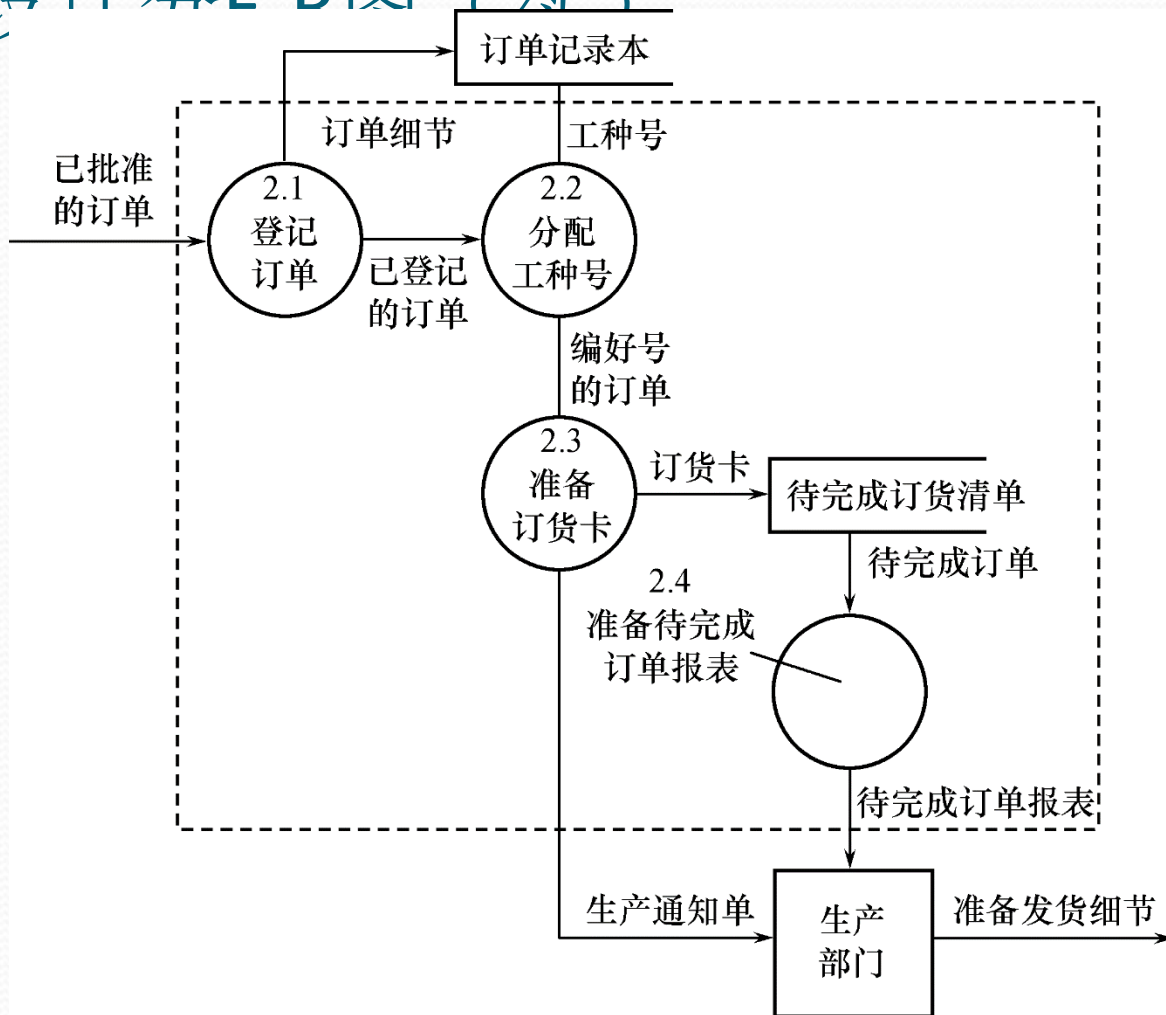 订单记录本
订单细节
工种号
已批准
的订单
2.1
登记
订单
2.2
分配
工种号
已登记
的订单
编好号
的订单
2.3
准备
订货卡
订货卡
待完成订货清单
待完成订单
2.4
准备待完成
订单报表
待完成订单报表
生产通知单
生产
部门
准备发货细节